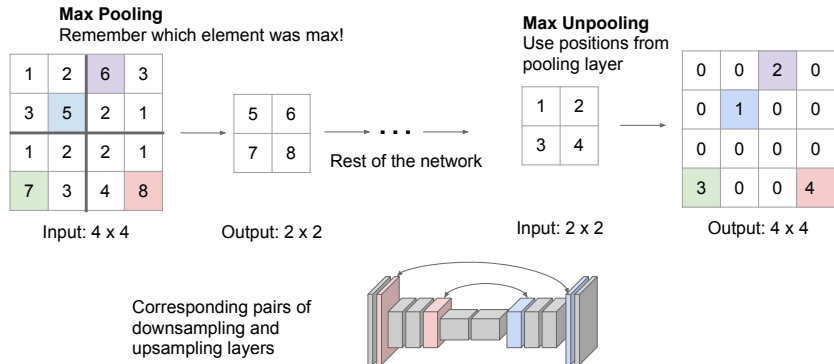 Max Pooling
Remember which element was max!
1 2 6 3
3 5 2 1
1 2 2 1
7 3 4 8
Input: 4 x 4
5 6
7 8
Output: 2 x 2
...
Rest of the network
Max Unpooling
Use positions from
pooling layer
1 2
3 4
Input: 2 x 2
0 0 2 0
0 1 0 0
0 0 0 0
3 0 0 4
Output: 4 x 4
Corresponding pairs of
downsampling and
upsampling layers